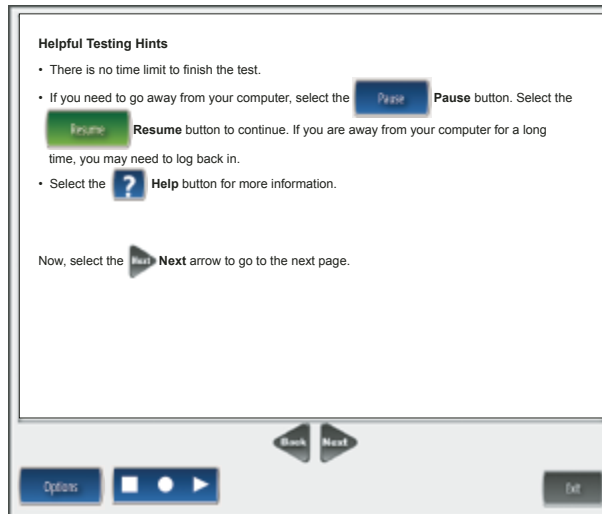 Helpful Testing Hints
• There is no time limit to finish the test.
• If you need to go away from your computer, select the Pause Pause button. Select the
Resume Resume button to continue. If you are away from your computer for a long
time, you may need to log back in.
• Select the ? Help button for more information.
Now, select the Next Next arrow to go to the next page.
Back Next
Options Exit